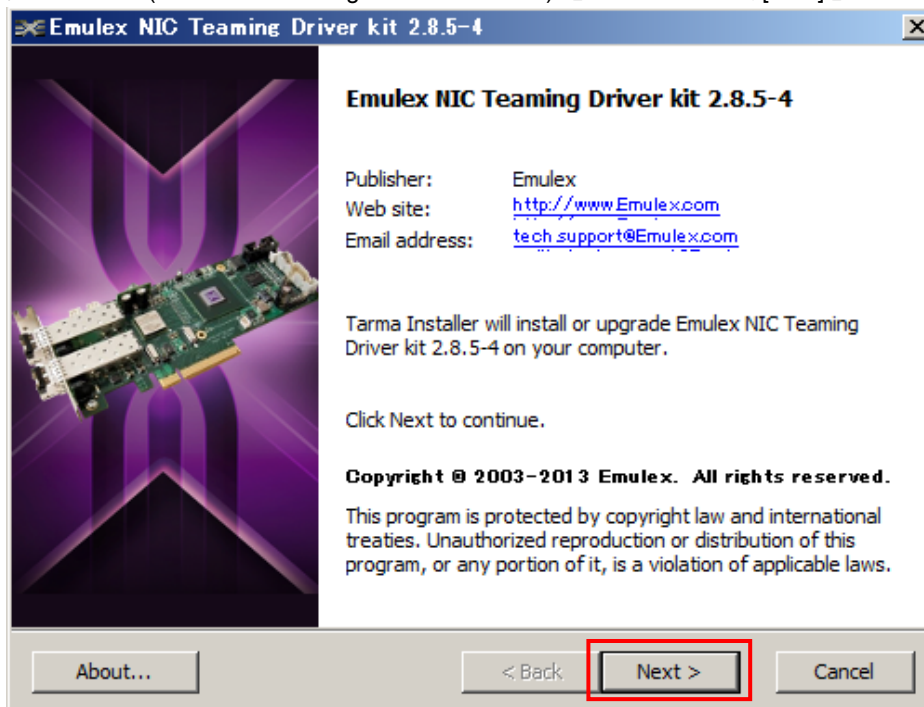 Emulex NIC Teaming Driver kit 2.8.5-4
Emulex NIC Teaming Driver kit 2.8.5-4
Publisher: Emulex
Web site: http://www.Emulex.com
Email address: tech.support@Emulex.com
Tarma Installer will install or upgrade Emulex NIC Teaming
Driver kit 2.8.5-4 on your computer.
Click Next to continue.
Copyright © 2003-2013 Emulex. All rights reserved.
This program is protected by copyright law and international
treaties. Unauthorized reproduction or distribution of this
program, or any portion of it, is a violation of applicable laws.
About... < Back Next > Cancel